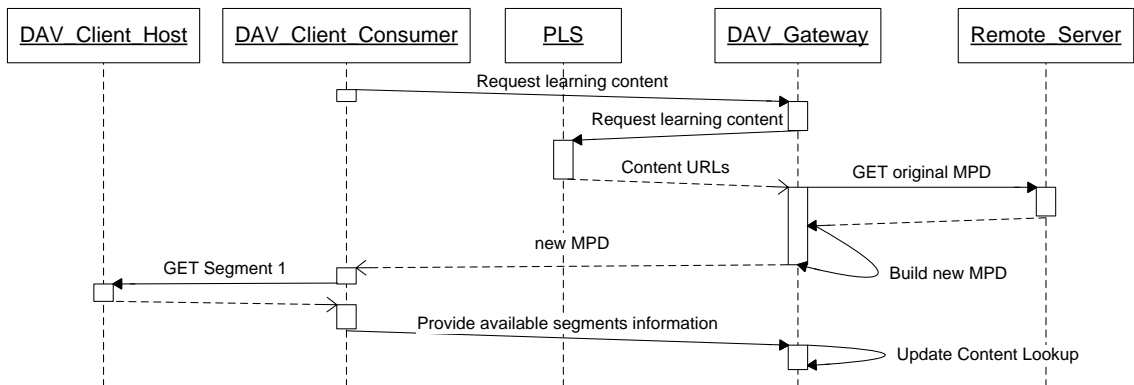 DAV_Client_Host
DAV_Client_Consumer
PLS
DAV_Gateway
Remote_Server
Request learning content
Request learning content
Content URLs
GET original MPD
new MPD
GET Segment 1
Build new MPD
Provide available segments information
Update Content Lookup